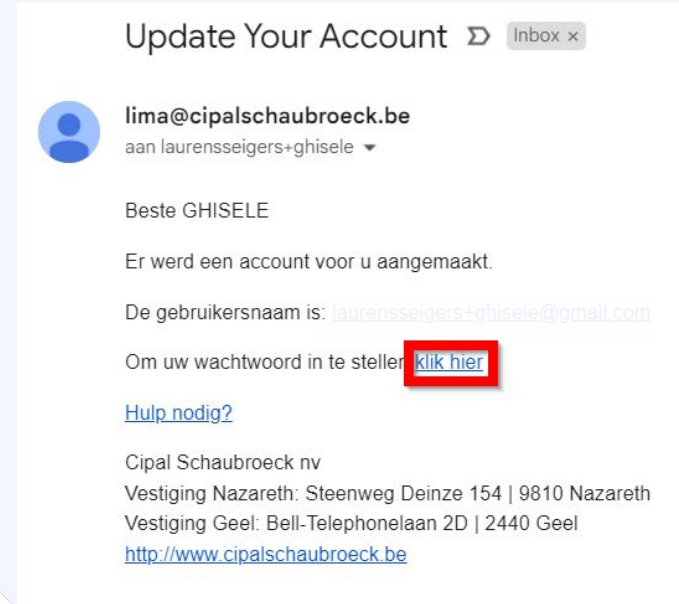 Update Your Account Inbox ×
lima@cipalschaubroeck.be
aan laurensseigers+ghisele
Beste GHISELE
Er werd een account voor u aangemaakt.
De gebruikersnaam is: laurensseigers+ghisele@gmail.com
Om uw wachtwoord in te steller klik hier
Hulp nodig?
Cipal Schaubroeck nv
Vestiging Nazareth: Steenweg Deinze 154 | 9810 Nazareth
Vestiging Geel: Bell-Telephonelaan 2D | 2440 Geel
http://www.cipalschaubroeck.be